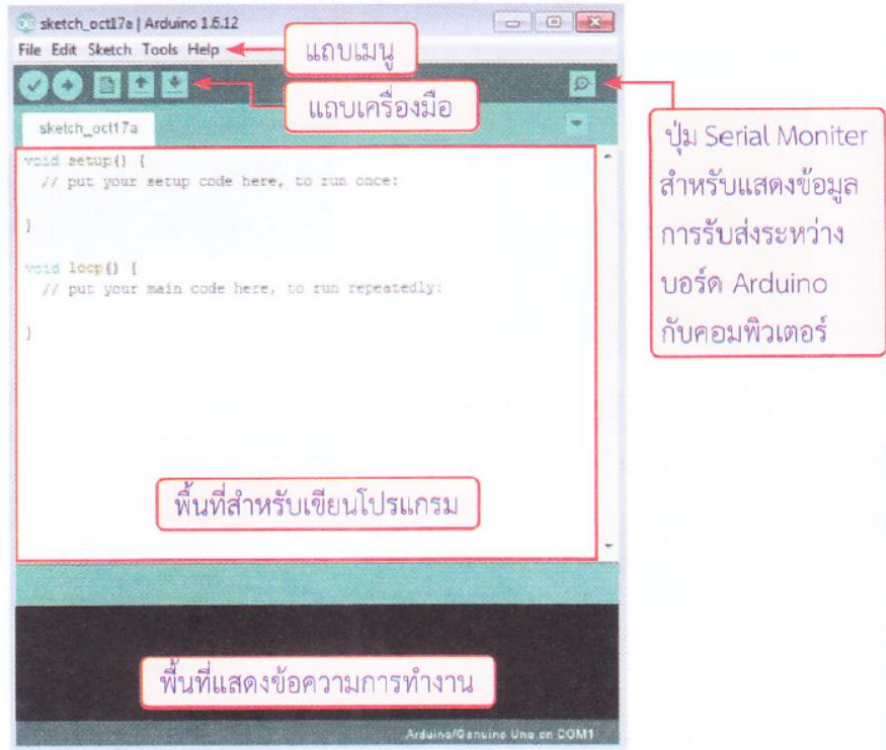 sketch_oct17a | Arduino 1.6.12
File Edit Sketch Tools Help
แถบเมนู
แถบเครื่องมือ
sketch_oct17a
ปุ่ม Serial Moniter
สำหรับแสดงข้อมูล
การรับส่งระหว่าง
บอร์ด Arduino
กับคอมพิวเตอร์
void setup() {
// put your setup code here, to run once:
}
void loop() {
// put your main code here, to run repeatedly:
}
พื้นที่สำหรับเขียนโปรแกรม
พื้นที่แสดงข้อความการทำงาน
Arduino/Genuino Uno on COM1